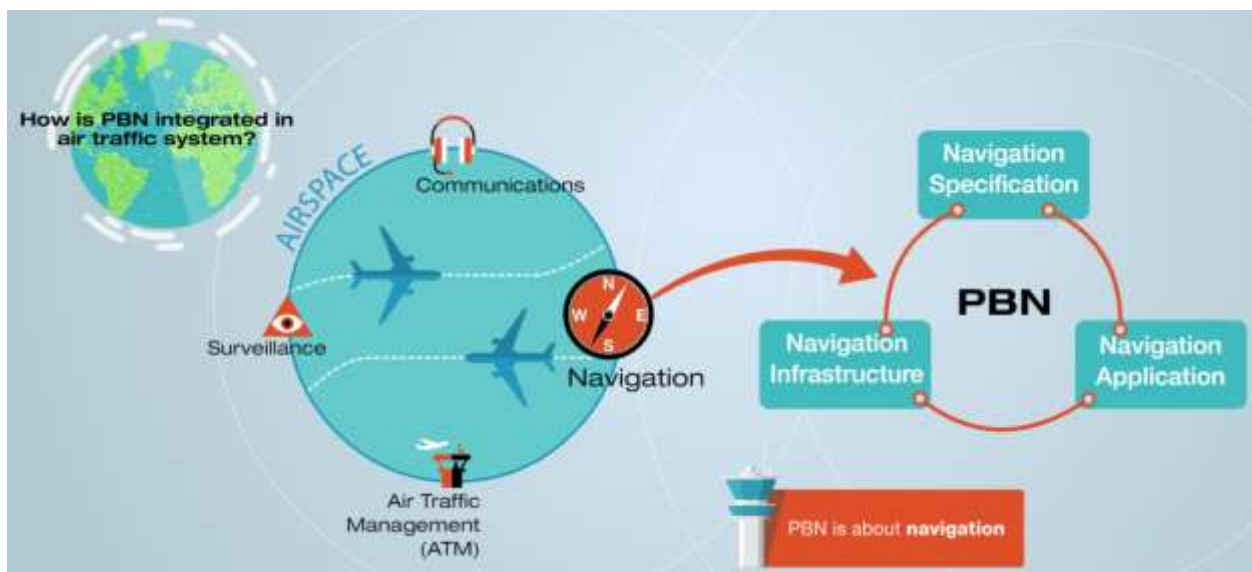 How is PBN integrated in
air traffic system?
AIRSPACE
Communications
Surveillance
N
W
E
S
Navigation
Air Traffic
Management
(ATM)
Navigation
Specification
PBN
Navigation
Infrastructure
Navigation
Application
PBN is about navigation